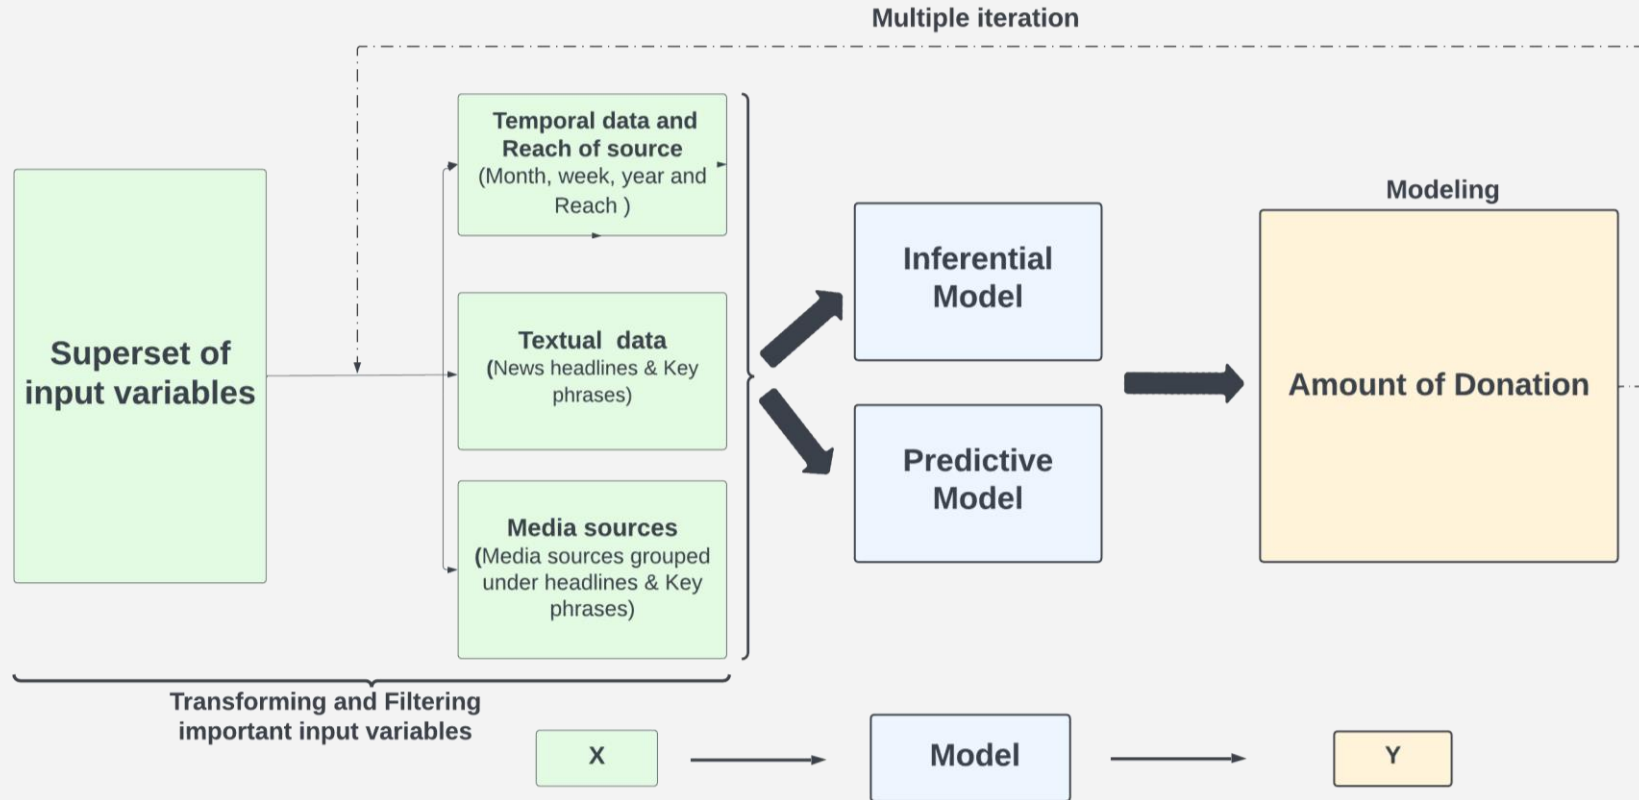 Multiple iteration
Temporal data and
Reach of source
(Month, week, year and
Reach )
Superset of
input variables
Textual data
(News headlines & Key
phrases)
Media sources
(Media sources grouped
under headlines & Key
phrases)
Transforming and Filtering
important input variables
Inferential
Model
Predictive
Model
Modeling
Amount of Donation
X
Model
Y